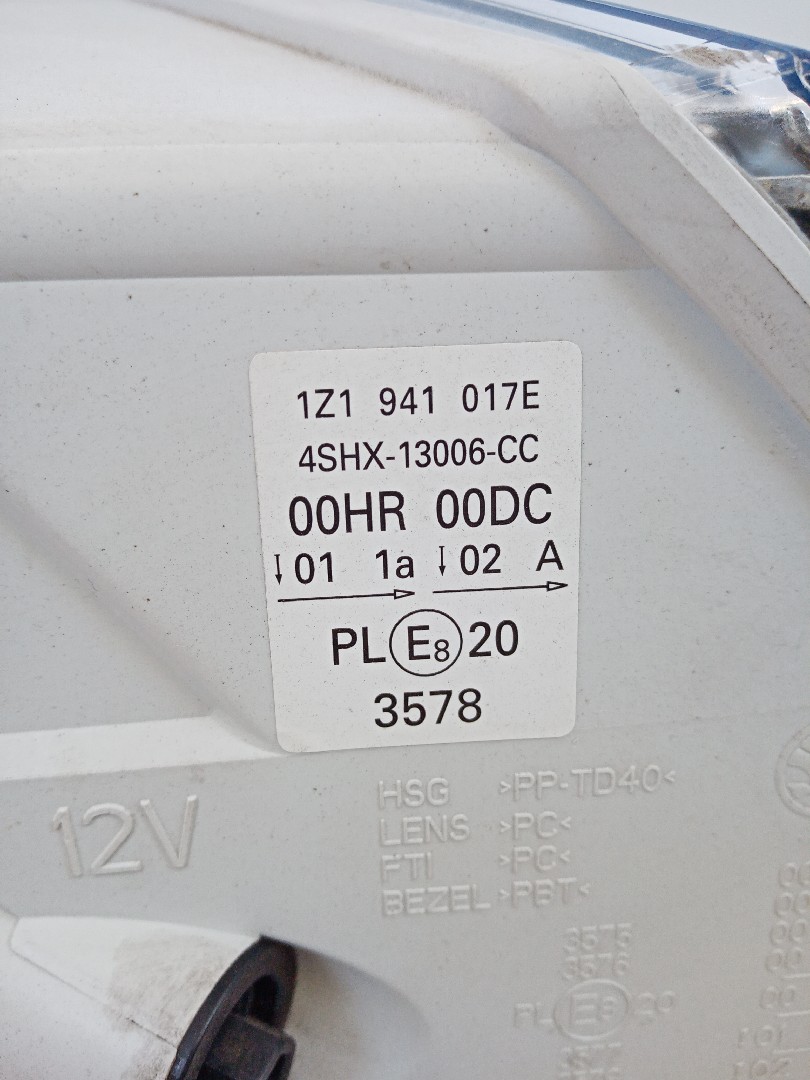 1Z1 941 017E
4SHX-13006-CC
00HR 00DC
↓01 1a ↓02 A
PL E8 20
3578
12V
HSG >PP-TD40<
LENS >PC<
FTI >PC<
BEZEL >PBT<
3575
3576
PL E8 20